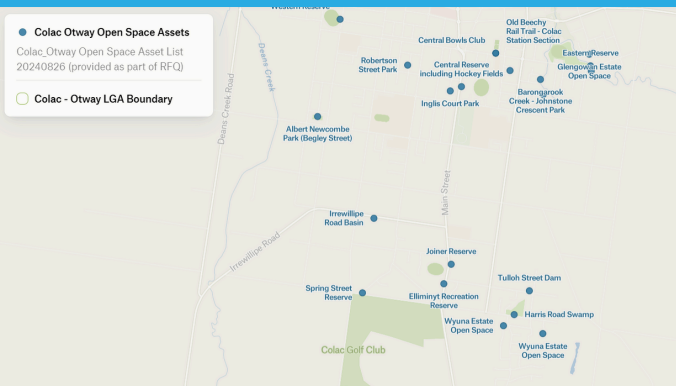 Western Reserve
Colac Otway Open Space Assets
Colac_Otway Open Space Asset List
20240826 (provided as part of RFQ)
Colac - Otway LGA Boundary
Deans Creek Road
Deans Creek
Old Beechy
Rail Trail - Colac
Station Section
Central Bowls Club
Eastern Reserve
Robertson
Street Park
Central Reserve
including Hockey Fields
Glengowan Estate
Open Space
Inglis Court Park
Barongarook
Creek - Johnstone
Crescent Park
Albert Newcombe
Park (Begley Street)
Main Street
Irrewillipe
Road Basin
Irrewillipe Road
Joiner Reserve
Spring Street
Reserve
Elliminyt Recreation
Reserve
Tulloh Street Dam
Harris Road Swamp
Wyuna Estate
Open Space
Wyuna Estate
Open Space
Colac Golf Club